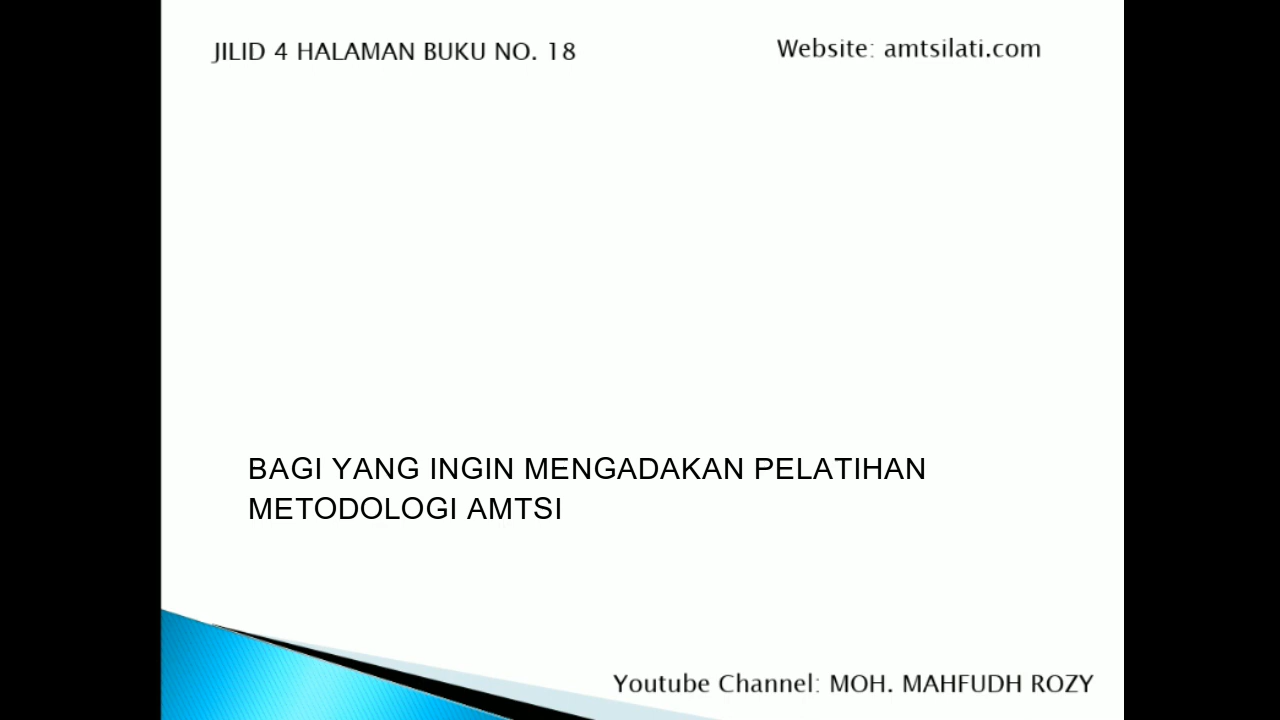 JILID 4 HALAMAN BUKU NO. 18
Website: amtsilati.com
BAGI YANG INGIN MENGADAKAN PELATIHAN
METODOLOGI AMTSI
Youtube Channel: MOH. MAHFUDH ROZY